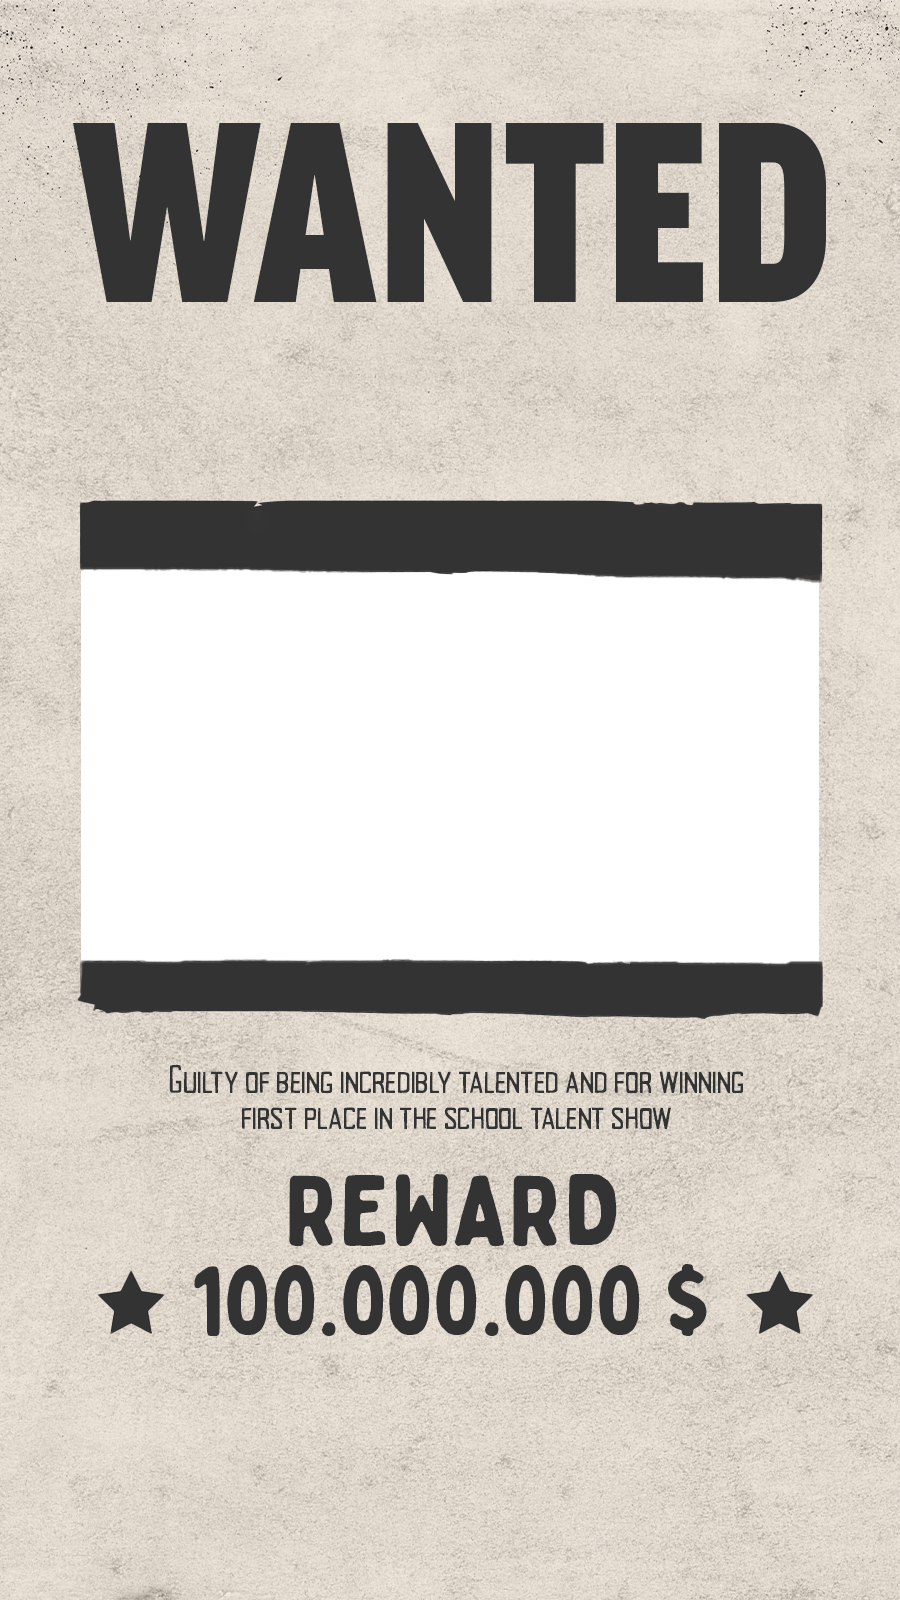 WANTED
Guilty of being incredibly talented and for winning
first place in the school talent show
REWARD
100.000.000 $